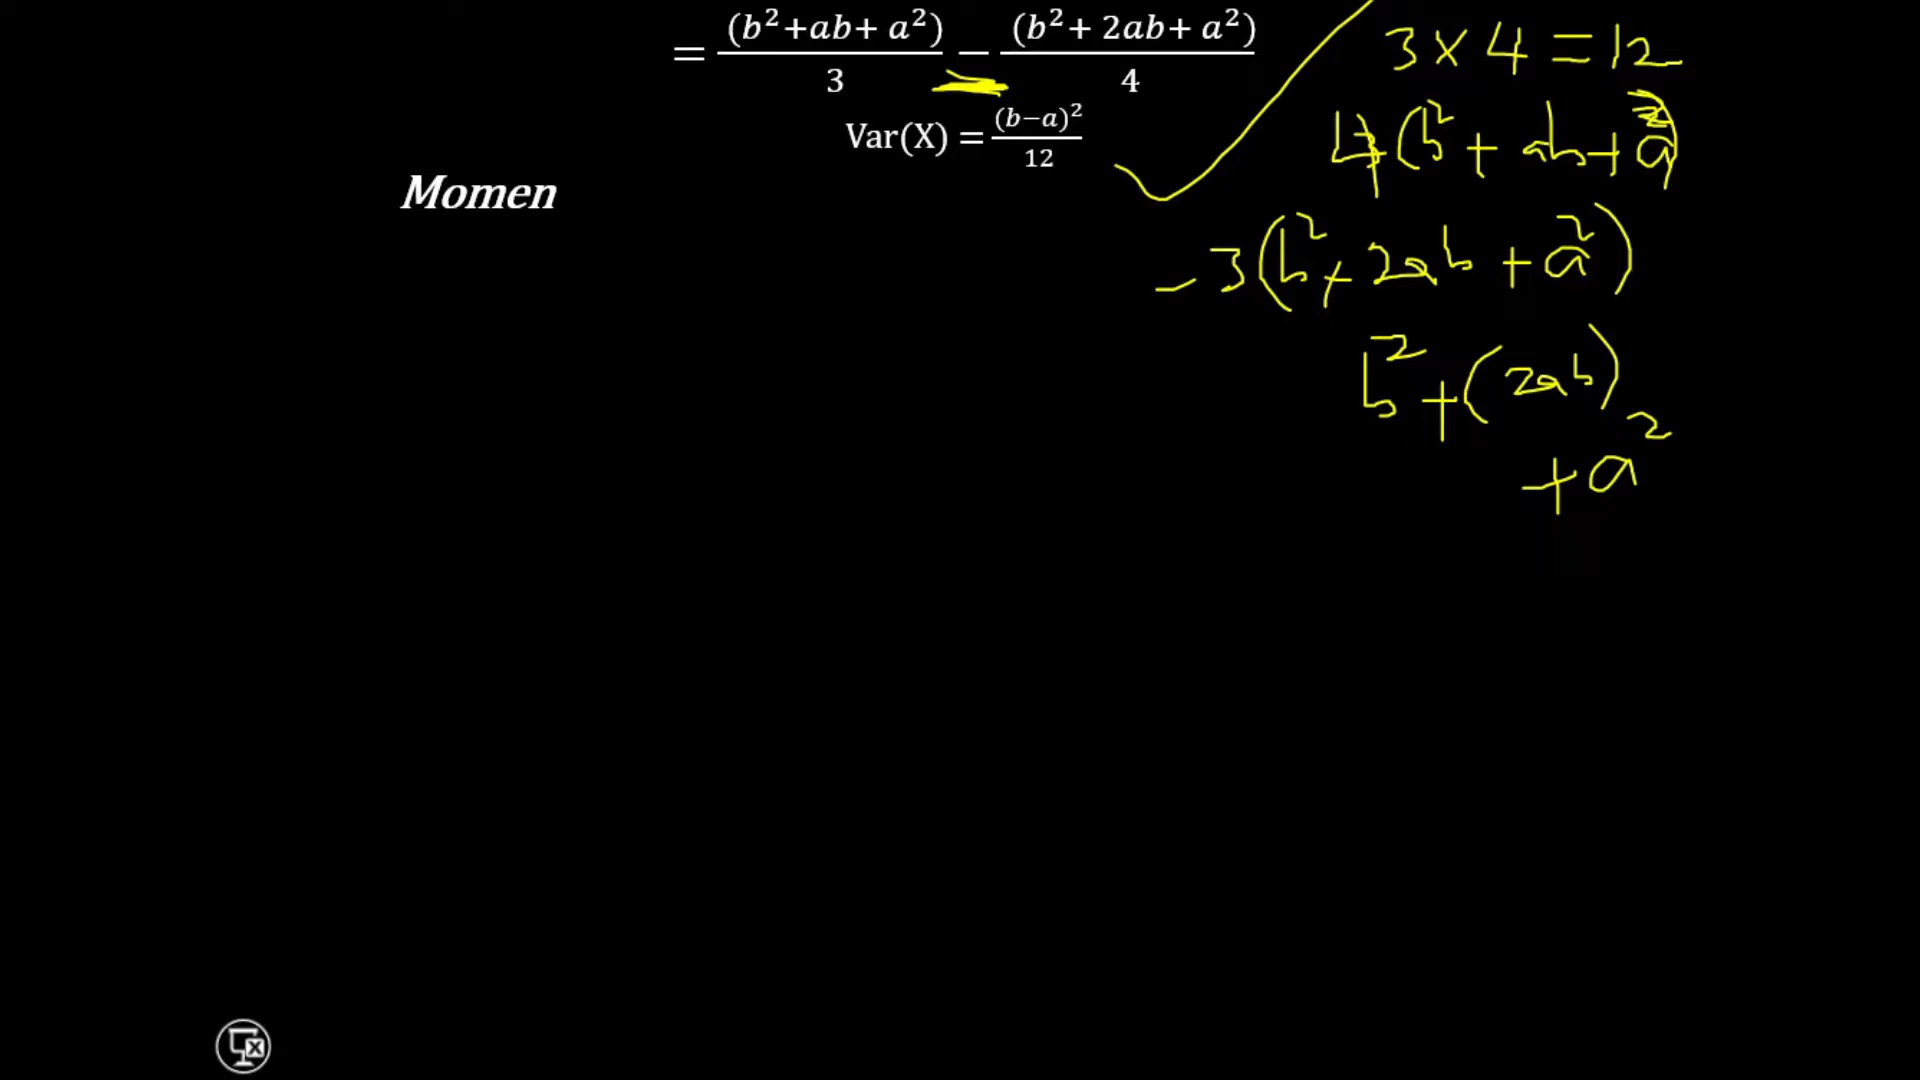 = (b²+ab+ a²)/3 − (b²+ 2ab+ a²)/4
Var(X) = (b−a)²/12
Momen
3 × 4 = 12
4(b² + ab + a²)
− 3(b² + 2ab + a²)
b² + (2ab)
+ a²